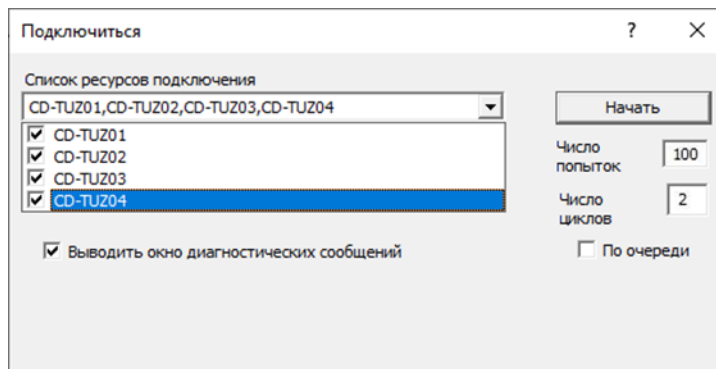 Подключиться
?
Список ресурсов подключения
CD-TUZ01,CD-TUZ02,CD-TUZ03,CD-TUZ04
Начать
CD-TUZ01
CD-TUZ02
CD-TUZ03
CD-TUZ04
Число
попыток
100
Число
циклов
2
Выводить окно диагностических сообщений
По очереди